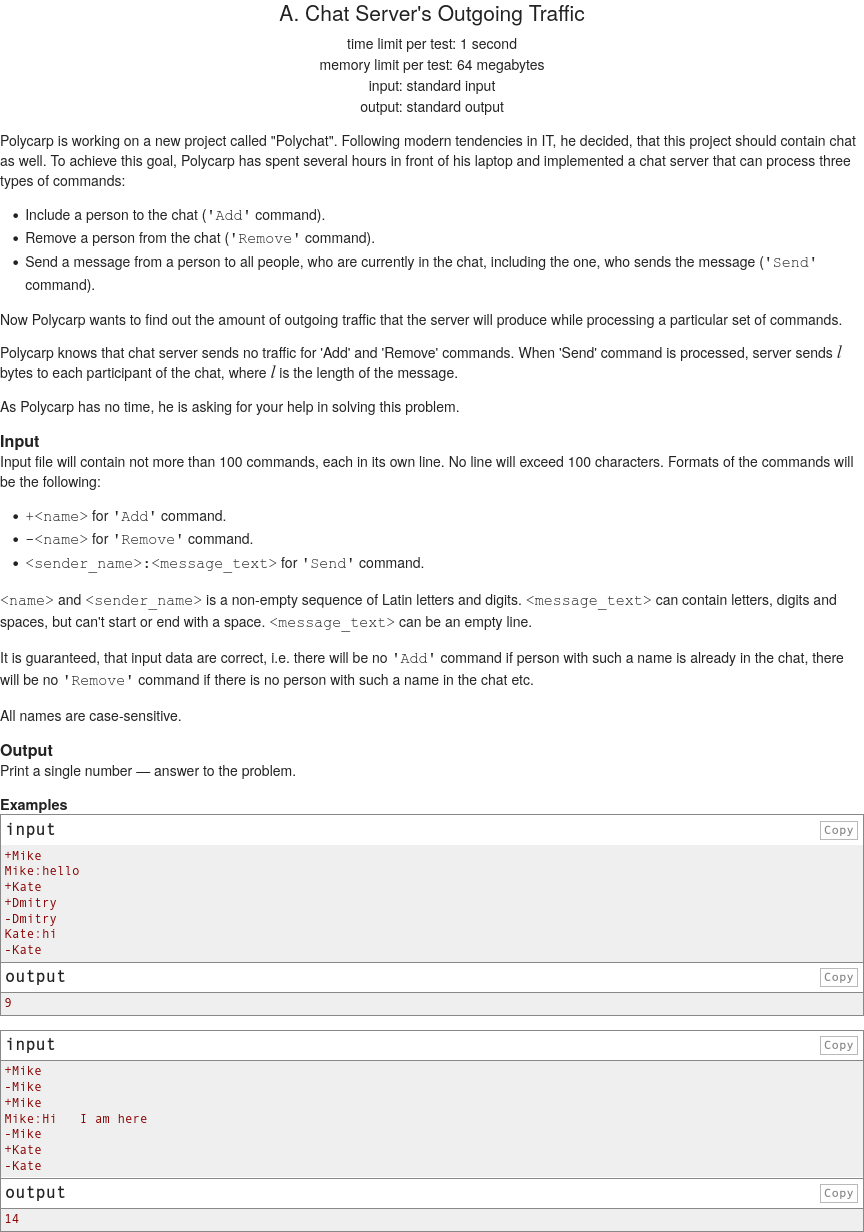 A. Chat Server's Outgoing Traffic
time limit per test: 1 second
memory limit per test: 64 megabytes
input: standard input
output: standard output
Polycarp is working on a new project called "Polychat". Following modern tendencies in IT, he decided, that this project should contain chat
as well. To achieve this goal, Polycarp has spent several hours in front of his laptop and implemented a chat server that can process three
types of commands:
• Include a person to the chat ('Add' command).
• Remove a person from the chat ('Remove' command).
• Send a message from a person to all people, who are currently in the chat, including the one, who sends the message ('Send'
command).
Now Polycarp wants to find out the amount of outgoing traffic that the server will produce while processing a particular set of commands.
Polycarp knows that chat server sends no traffic for 'Add' and 'Remove' commands. When 'Send' command is processed, server sends l
bytes to each participant of the chat, where l is the length of the message.
As Polycarp has no time, he is asking for your help in solving this problem.
Input
Input file will contain not more than 100 commands, each in its own line. No line will exceed 100 characters. Formats of the commands will
be the following:
• +<name> for 'Add' command.
• -<name> for 'Remove' command.
• <sender_name>:<message_text> for 'Send' command.
<name> and <sender_name> is a non-empty sequence of Latin letters and digits. <message_text> can contain letters, digits and
spaces, but can't start or end with a space. <message_text> can be an empty line.
It is guaranteed, that input data are correct, i.e. there will be no 'Add' command if person with such a name is already in the chat, there
will be no 'Remove' command if there is no person with such a name in the chat etc.
All names are case-sensitive.
Output
Print a single number — answer to the problem.
Examples
input Copy
+Mike
Mike:hello
+Kate
+Dmitry
-Dmitry
Kate:hi
-Kate
output Copy
9
input Copy
+Mike
-Mike
+Mike
Mike:Hi   I am here
-Mike
+Kate
-Kate
output Copy
14